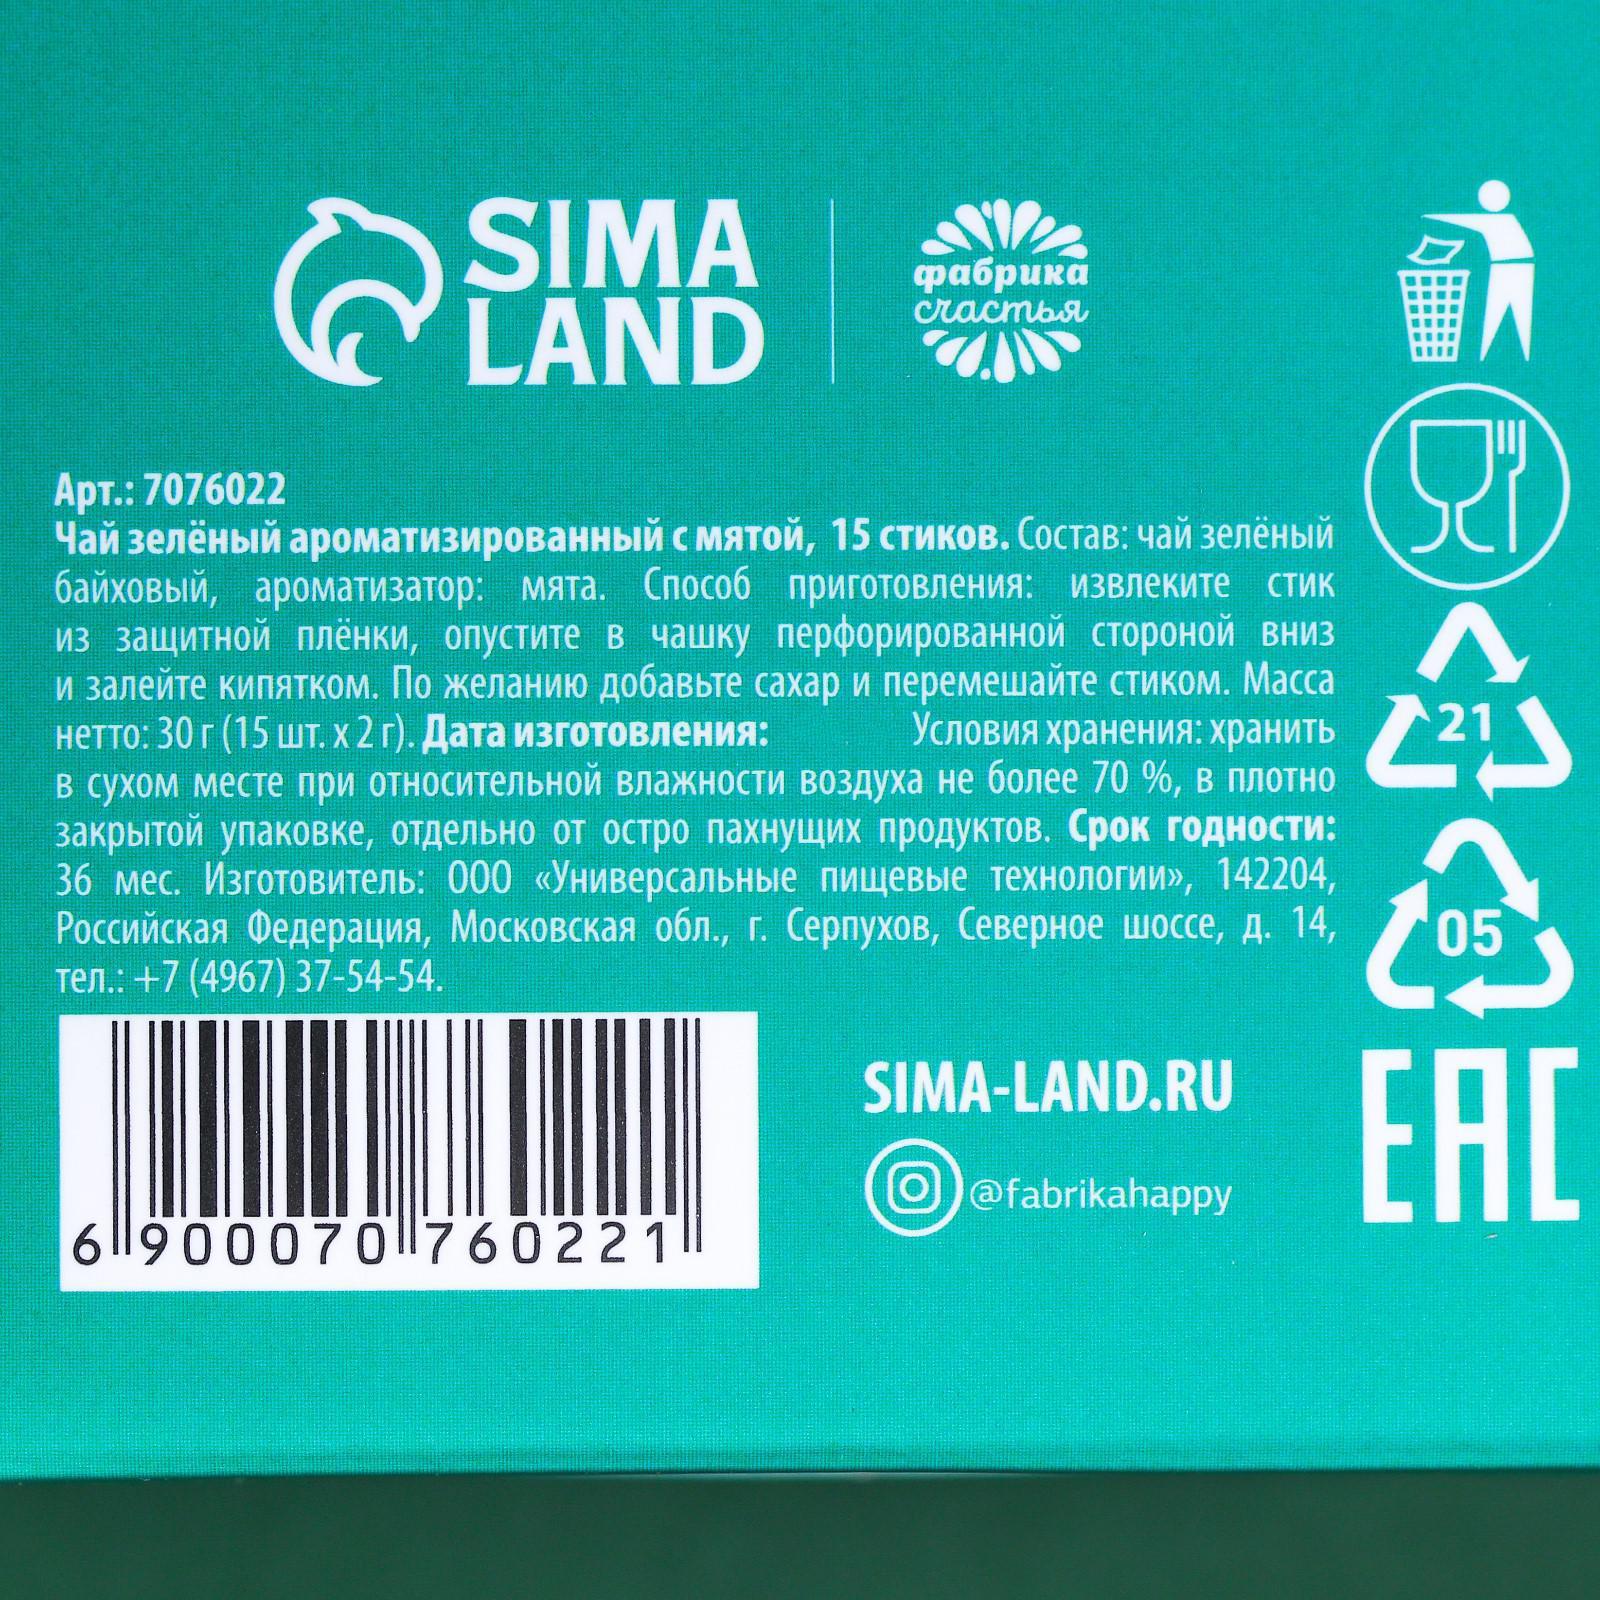 SIMA
LAND
фабрика
счастья
Арт.: 7076022
Чай зелёный ароматизированный с мятой, 15 стиков. Состав: чай зелёный
байховый, ароматизатор: мята. Способ приготовления: извлеките стик
из защитной плёнки, опустите в чашку перфорированной стороной вниз
и залейте кипятком. По желанию добавьте сахар и перемешайте стиком. Масса
нетто: 30 г (15 шт. х 2 г). Дата изготовления: Условия хранения: хранить
в сухом месте при относительной влажности воздуха не более 70 %, в плотно
закрытой упаковке, отдельно от остро пахнущих продуктов. Срок годности:
36 мес. Изготовитель: ООО «Универсальные пищевые технологии», 142204,
Российская Федерация, Московская обл., г. Серпухов, Северное шоссе, д. 14,
тел.: +7 (4967) 37-54-54.
21
05
EAC
6 900070 760221
SIMA-LAND.RU
@fabrikahappy